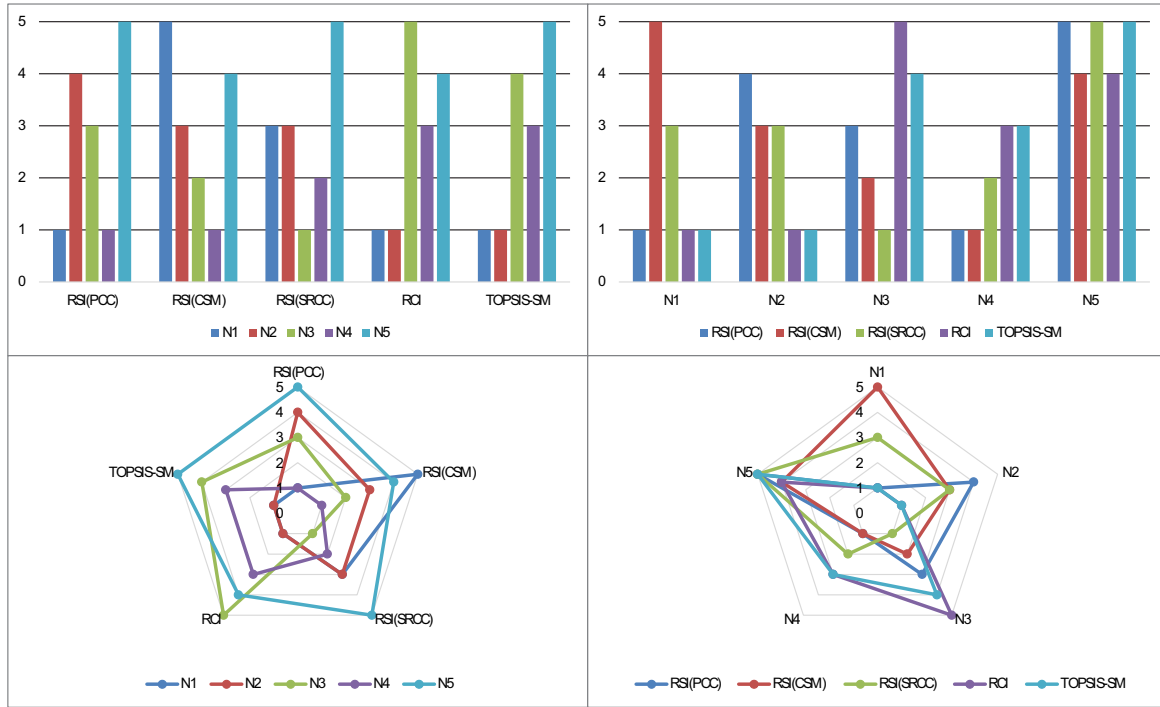 5
4
3
2
1
0
RSI(PCC) RSI(CSM) RSI(SRCC) RCI TOPSIS-SM
N1 N2 N3 N4 N5
5
4
3
2
1
0
N1 N2 N3 N4 N5
RSI(PCC) RSI(CSM) RSI(SRCC) RCI TOPSIS-SM
RSI(PCC)
5
4
3
2
1
0
RSI(CSM)
RSI(SRCC)
RCI
TOPSIS-SM
N1 N2 N3 N4 N5
N1
5
4
3
2
1
0
N2
N3
N4
N5
RSI(PCC) RSI(CSM) RSI(SRCC) RCI TOPSIS-SM